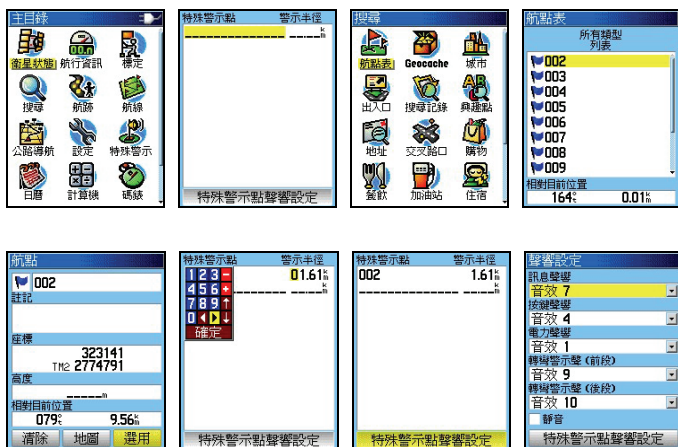 主目錄
衛星狀態 航行資訊 標定
搜尋 航跡 航線
公路導航 設定 特殊警示
日曆 計算機 碼錶
特殊警示點 警示半徑
特殊警示點聲響設定
搜尋
航點表 Geocache 城市
出入口 搜尋記錄 興趣點
地址 交叉路口 購物
餐飲 加油站 住宿
航點表
所有類型
列表
002
003
004
005
006
007
008
009
相對目前位置
164° 0.01km
航點
002
註記
座標
323141
TM2 2774791
高度
_____m
相對目前位置
079° 9.56km
清除 地圖 選用
特殊警示點 警示半徑
01.61km
1 2 3 -
4 5 6 +
7 8 9 ↑
0 ◀ ▶ ↓
確定
特殊警示點聲響設定
特殊警示點 警示半徑
002 1.61km
特殊警示點聲響設定
聲響設定
訊息聲響
音效 7
按鍵聲響
音效 4
電力聲響
音效 1
轉彎警示聲 (前段)
音效 9
轉彎警示聲 (後段)
音效 10
靜音
特殊警示點聲響設定